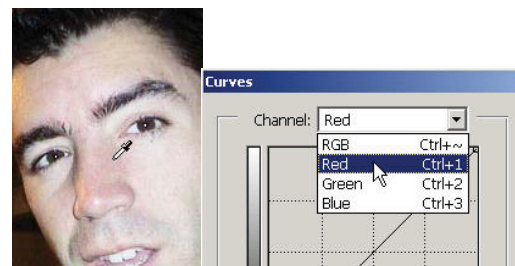 Curves
Channel: Red
RGB Ctrl+~
Red Ctrl+1
Green Ctrl+2
Blue Ctrl+3